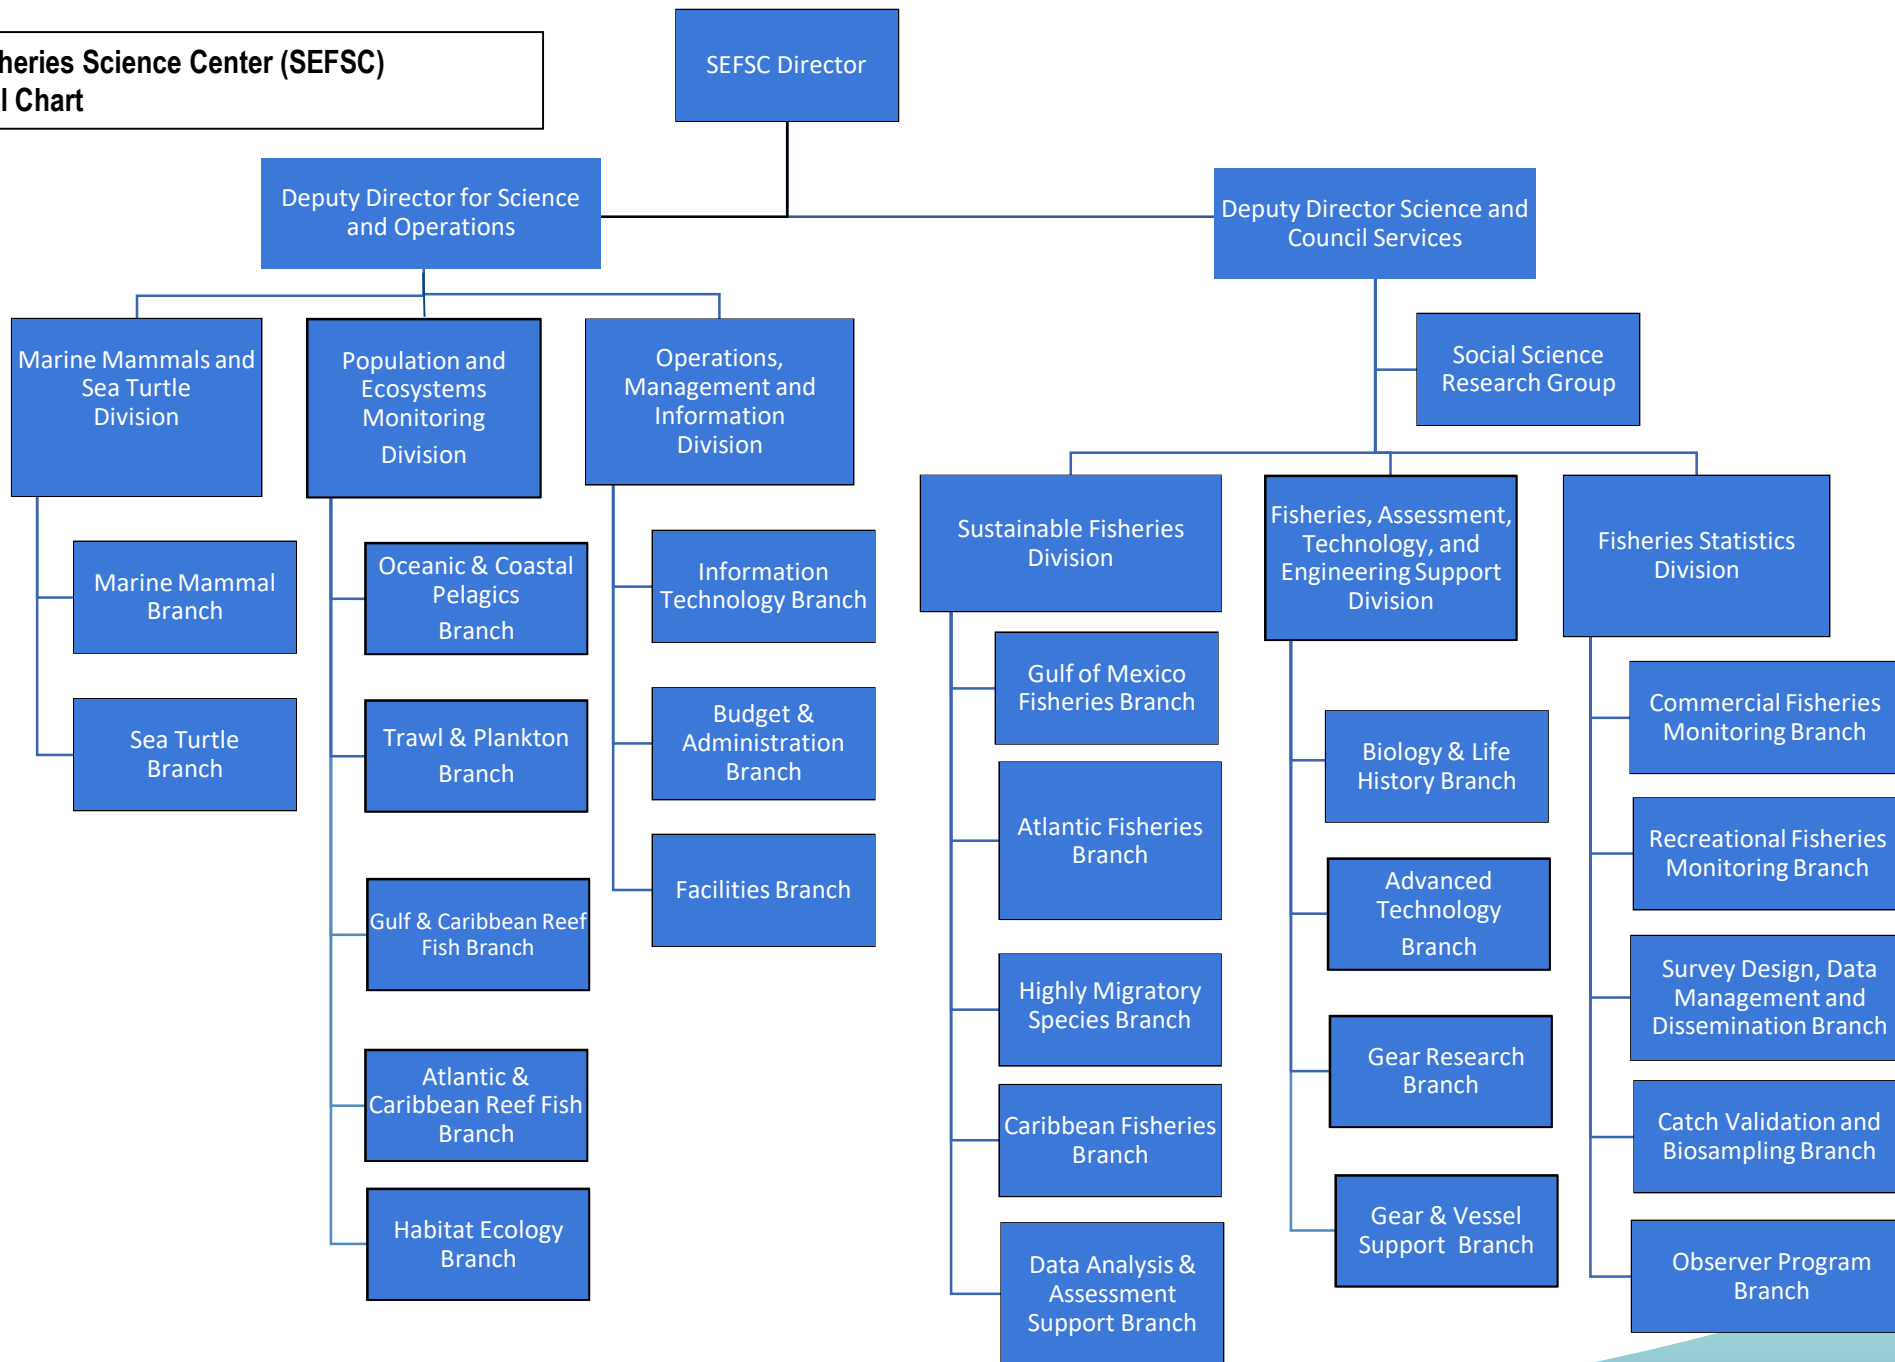 heries Science Center (SEFSC)
l Chart
SEFSC Director
Deputy Director for Science
and Operations
Deputy Director Science and
Council Services
Marine Mammals and
Sea Turtle
Division
Population and
Ecosystems
Monitoring
Division
Operations,
Management and
Information
Division
Social Science
Research Group
Marine Mammal
Branch
Sea Turtle
Branch
Oceanic & Coastal
Pelagics
Branch
Trawl & Plankton
Branch
Gulf & Caribbean Reef
Fish Branch
Atlantic &
Caribbean Reef Fish
Branch
Habitat Ecology
Branch
Information
Technology Branch
Budget &
Administration
Branch
Facilities Branch
Sustainable Fisheries
Division
Fisheries, Assessment,
Technology, and
Engineering Support
Division
Fisheries Statistics
Division
Gulf of Mexico
Fisheries Branch
Atlantic Fisheries
Branch
Highly Migratory
Species Branch
Caribbean Fisheries
Branch
Data Analysis &
Assessment
Support Branch
Biology & Life
History Branch
Advanced
Technology
Branch
Gear Research
Branch
Gear & Vessel
Support Branch
Commercial Fisheries
Monitoring Branch
Recreational Fisheries
Monitoring Branch
Survey Design, Data
Management and
Dissemination Branch
Catch Validation and
Biosampling Branch
Observer Program
Branch